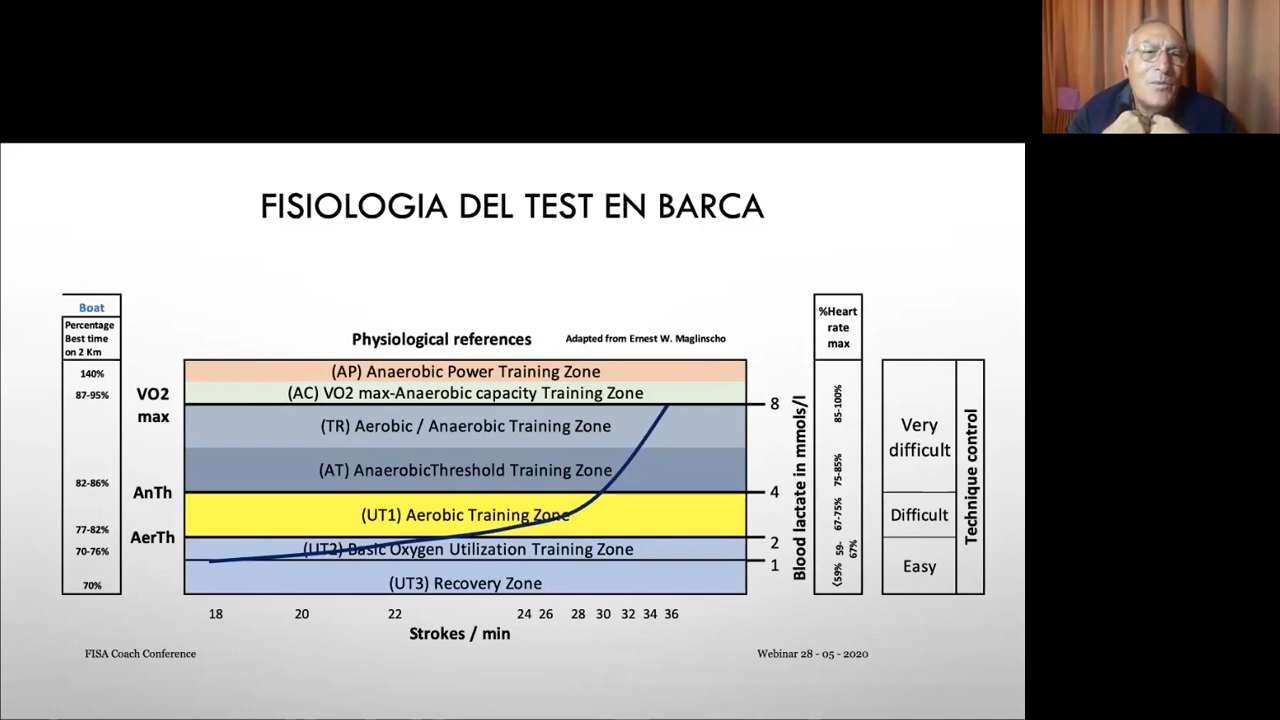 FISIOLOGIA DEL TEST EN BARCA
Boat
Percentage
Best time
on 2 Km
140%
87-95%
82-86%
77-82%
70-76%
70%
VO2
max
AnTh
AerTh
Physiological references
Adapted from Ernest W. Maglinscho
(AP) Anaerobic Power Training Zone
(AC) VO2 max-Anaerobic capacity Training Zone
(TR) Aerobic / Anaerobic Training Zone
(AT) AnaerobicThreshold Training Zone
(UT1) Aerobic Training Zone
(UT2) Basic Oxygen Utilization Training Zone
(UT3) Recovery Zone
18 20 22 24 26 28 30 32 34 36
Strokes / min
8
4
2
1
Blood lactate in mmols/l
%Heart
rate
max
85-100%
75-85%
67-75%
59-
67%
<59%
Very
difficult
Difficult
Easy
Technique control
FISA Coach Conference
Webinar 28 - 05 - 2020